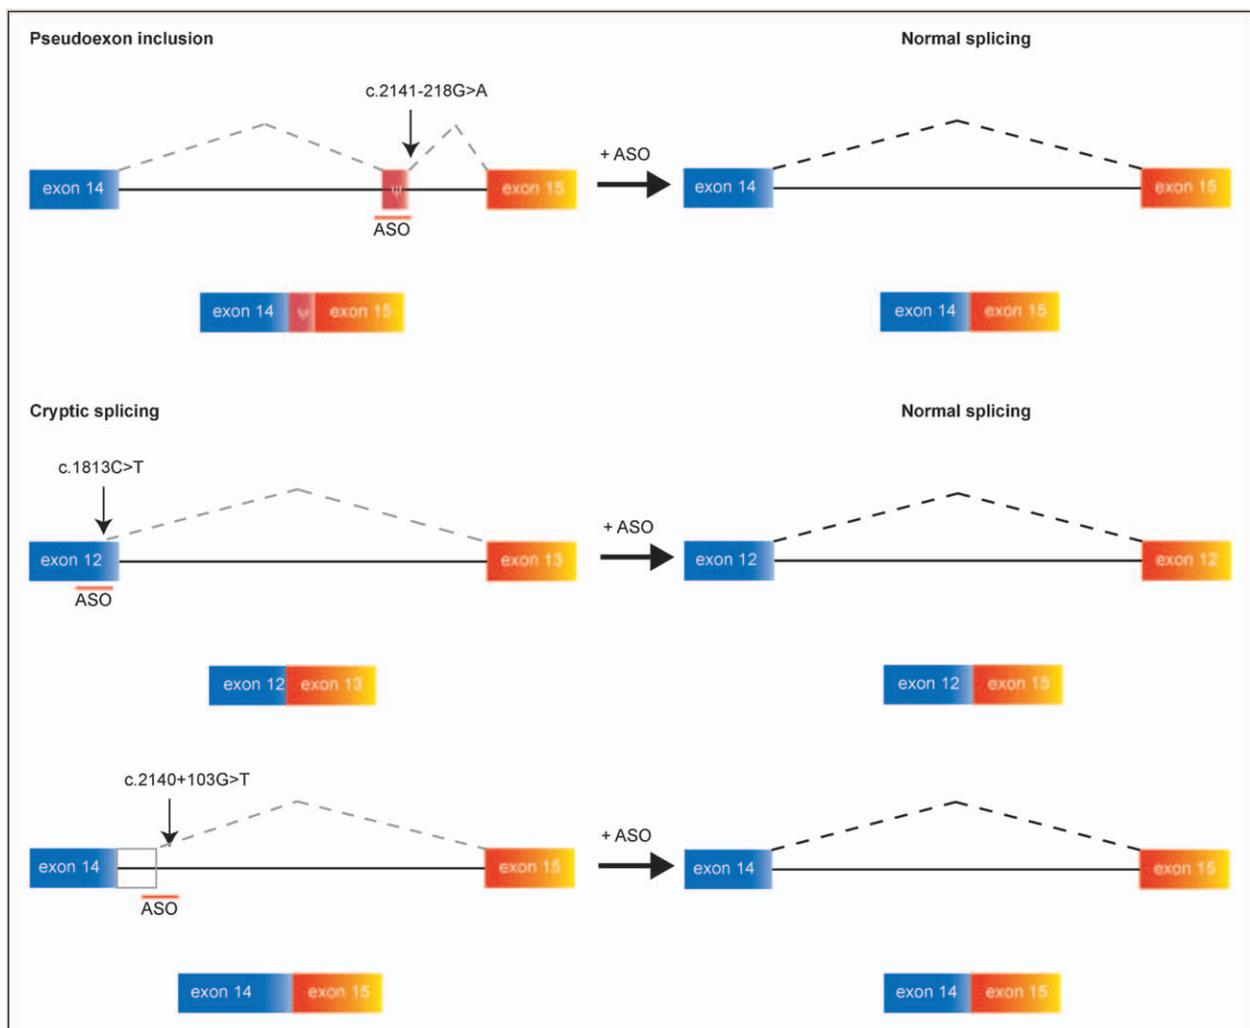 Pseudoexon inclusion
Normal splicing
c.2141-218G>A
+ ASO
exon 14
ψ
exon 15
exon 14
exon 15
ASO
exon 14
ψ
exon 15
exon 14
exon 15
Cryptic splicing
Normal splicing
c.1813C>T
+ ASO
exon 12
exon 13
exon 12
exon 12
ASO
exon 12
exon 13
exon 12
exon 15
c.2140+103G>T
+ ASO
exon 14
exon 15
exon 14
exon 15
ASO
exon 14
exon 15
exon 14
exon 15